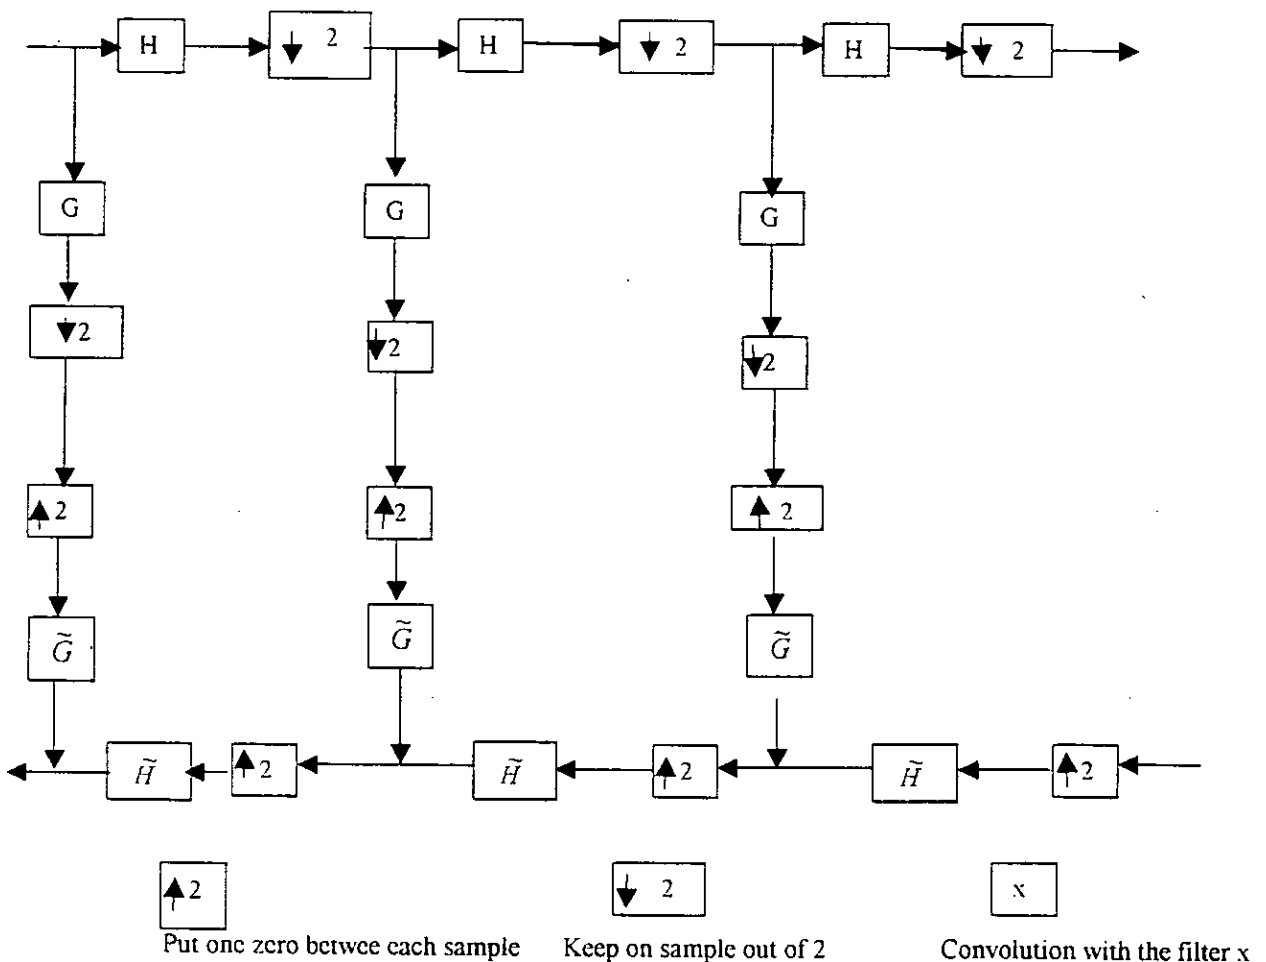 H ↓ 2 H ↓ 2 H ↓ 2
G G G
↓2 ↓2 ↓2
↑2 ↑2 ↑ 2
G̃ G̃ G̃
H̃ ↑2 H̃ ↑2 H̃ ↑2
↑2 ↓ 2 x
Put one zero betwee each sample Keep on sample out of 2 Convolution with the filter x